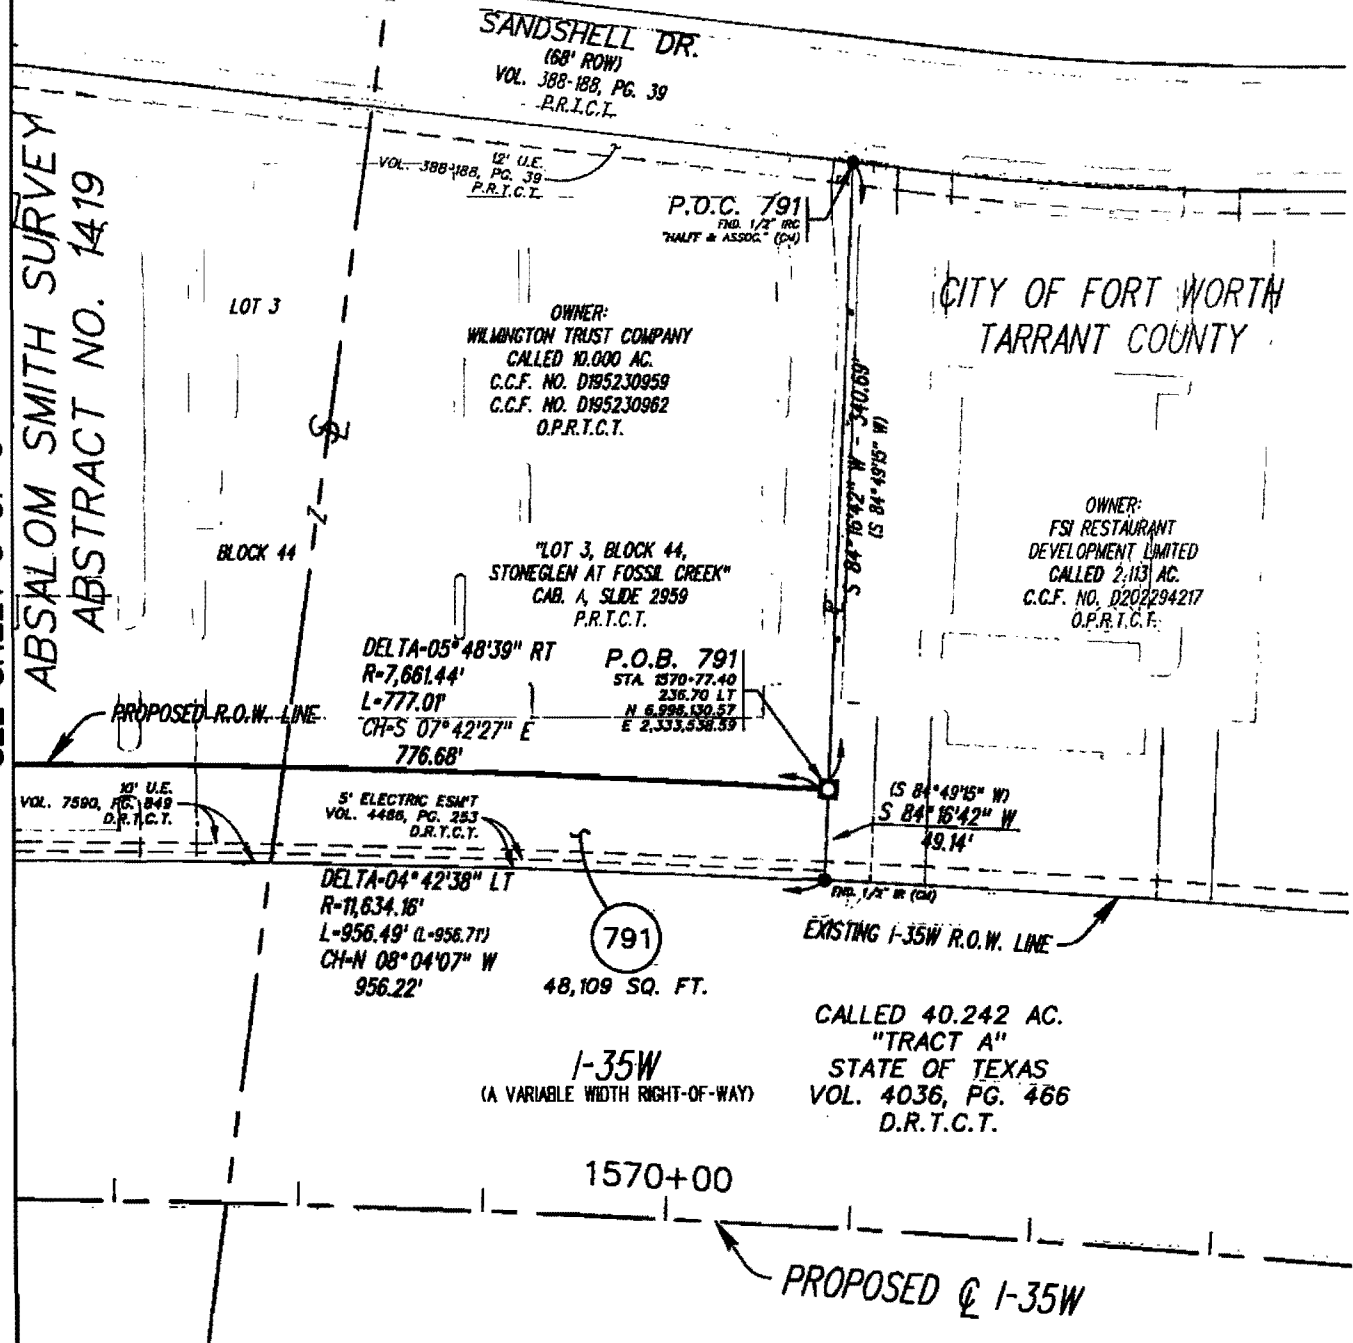 SANDSHELL DR.
(68' ROW)
VOL. 388-188, PG. 39
P.R.T.C.T.
12' U.E.
VOL. 388-188, PG. 39
P.R.T.C.T.
P.O.C. 791
FND. 1/2" IRC
"HALFF & ASSOC." (CM)
ABSALOM SMITH SURVEY
ABSTRACT NO. 1419
LOT 3
OWNER:
WILMINGTON TRUST COMPANY
CALLED 10.000 AC.
C.C.F. NO. D195230959
C.C.F. NO. D195230962
O.P.R.T.C.T.
CITY OF FORT WORTH
TARRANT COUNTY
S 84°16'42" W - 340.69'
(S 84°49'15" W)
OWNER:
FSI RESTAURANT
DEVELOPMENT LIMITED
CALLED 2.113 AC.
C.C.F. NO. D202294217
O.P.R.T.C.T.
BLOCK 44
"LOT 3, BLOCK 44,
STONEGLEN AT FOSSIL CREEK"
CAB. A, SLIDE 2959
P.R.T.C.T.
DELTA=05°48'39" RT
R=7,661.44'
L=777.01'
CH=S 07°42'27" E
776.68'
P.O.B. 791
STA. 1570+77.40
236.70 LT
N 6,998,130.57
E 2,333,538.59
PROPOSED R.O.W. LINE
10' U.E.
VOL. 7590, PG. 849
D.R.T.C.T.
5' ELECTRIC ESM'T
VOL. 4486, PG. 253
D.R.T.C.T.
(S 84°49'15" W)
S 84°16'42" W
49.14'
FND. 1/2" IR (CM)
DELTA=04°42'38" LT
R=11,634.16'
L=956.49' (L=956.71')
CH=N 08°04'07" W
956.22'
791
48,109 SQ. FT.
EXISTING I-35W R.O.W. LINE
CALLED 40.242 AC.
"TRACT A"
STATE OF TEXAS
VOL. 4036, PG. 466
D.R.T.C.T.
I-35W
(A VARIABLE WIDTH RIGHT-OF-WAY)
1570+00
PROPOSED ℄ I-35W